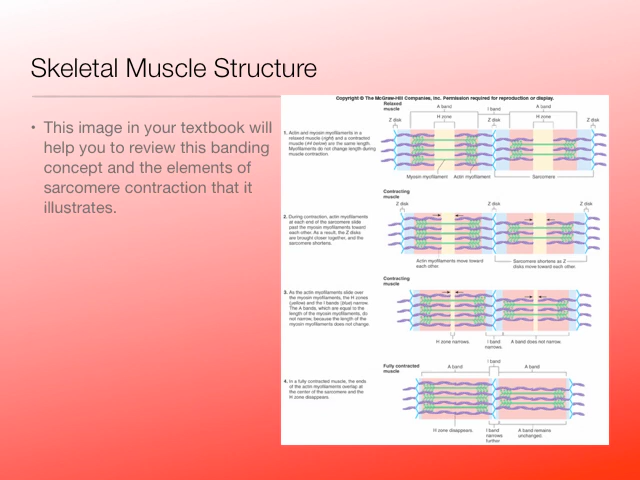 Skeletal Muscle Structure
• This image in your textbook will
help you to review this banding
concept and the elements of
sarcomere contraction that it
illustrates.
Copyright © The McGraw-Hill Companies, Inc. Permission required for reproduction or display.
Relaxed
muscle
A band
I band
A band
Z disk
H zone
Z disk
H zone
Z disk
1. Actin and myosin myofilaments in a
relaxed muscle (right) and a contracted
muscle (#4 below) are the same length.
Myofilaments do not change length during
muscle contraction.
Myosin myofilament
Actin myofilament
Sarcomere
Contracting
muscle
Z disk
Z disk
Z disk
2. During contraction, actin myofilaments
at each end of the sarcomere slide
past the myosin myofilaments toward
each other. As a result, the Z disks
are brought closer together, and the
sarcomere shortens.
Actin myofilaments move toward
each other.
Sarcomere shortens as Z
disks move toward each other.
Contracting
muscle
3. As the actin myofilaments slide over
the myosin myofilaments, the H zones
(yellow) and the I bands (blue) narrow.
The A bands, which are equal to the
length of the myosin myofilaments, do
not narrow, because the length of the
myosin myofilaments does not change.
H zone narrows.
I band
narrows.
A band does not narrow.
Fully contracted
muscle
I band
A band
A band
4. In a fully contracted muscle, the ends
of the actin myofilaments overlap at
the center of the sarcomere and the
H zone disappears.
H zone disappears.
I band
narrows
further
A band remains
unchanged.